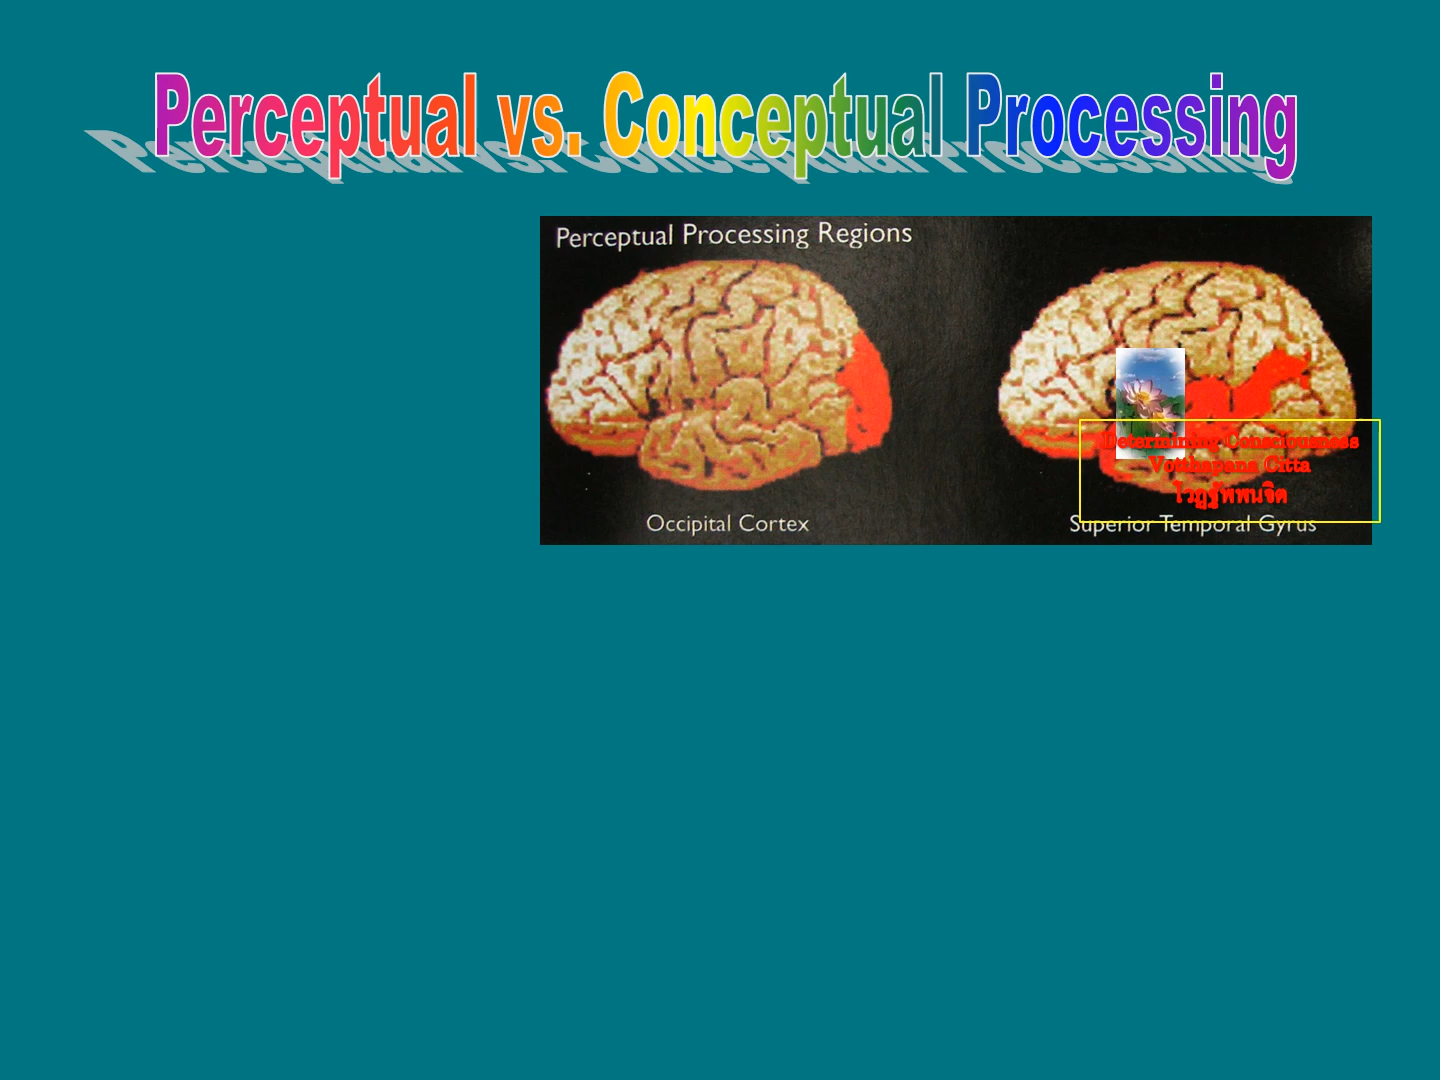 Perceptual vs. Conceptual Processing
Perceptual Processing Regions
Determining Consciousness
Votthapana Citta
โวฏฐัพพนจิต
Occipital Cortex
Superior Temporal Gyrus